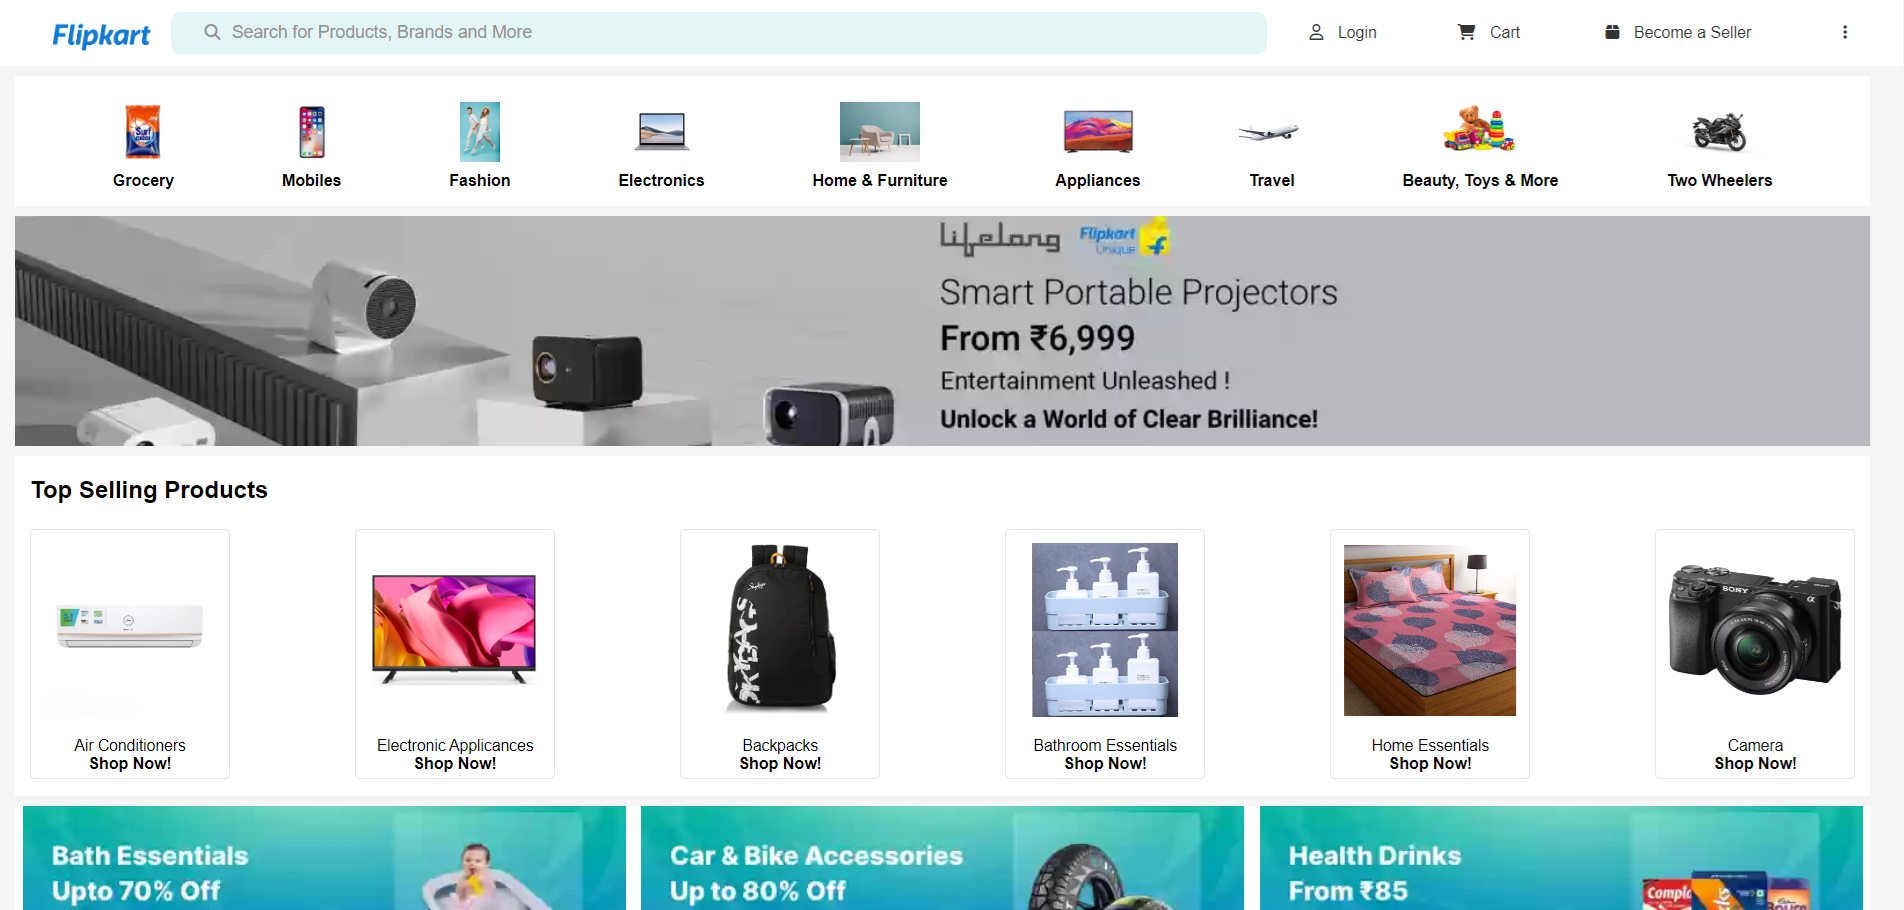 Flipkart
Search for Products, Brands and More
Login
Cart
Become a Seller
Surf
Grocery
Mobiles
Fashion
Electronics
Home & Furniture
Appliances
Travel
Beauty, Toys & More
Two Wheelers
Lifelong
Flipkart
Unique
Smart Portable Projectors
From ₹6,999
Entertainment Unleashed !
Unlock a World of Clear Brilliance!
Top Selling Products
SKYBAGS
SONY
α
Air Conditioners
Shop Now!
Electronic Applicances
Shop Now!
Backpacks
Shop Now!
Bathroom Essentials
Shop Now!
Home Essentials
Shop Now!
Camera
Shop Now!
Bath Essentials
Upto 70% Off
Car & Bike Accessories
Up to 80% Off
Health Drinks
From ₹85